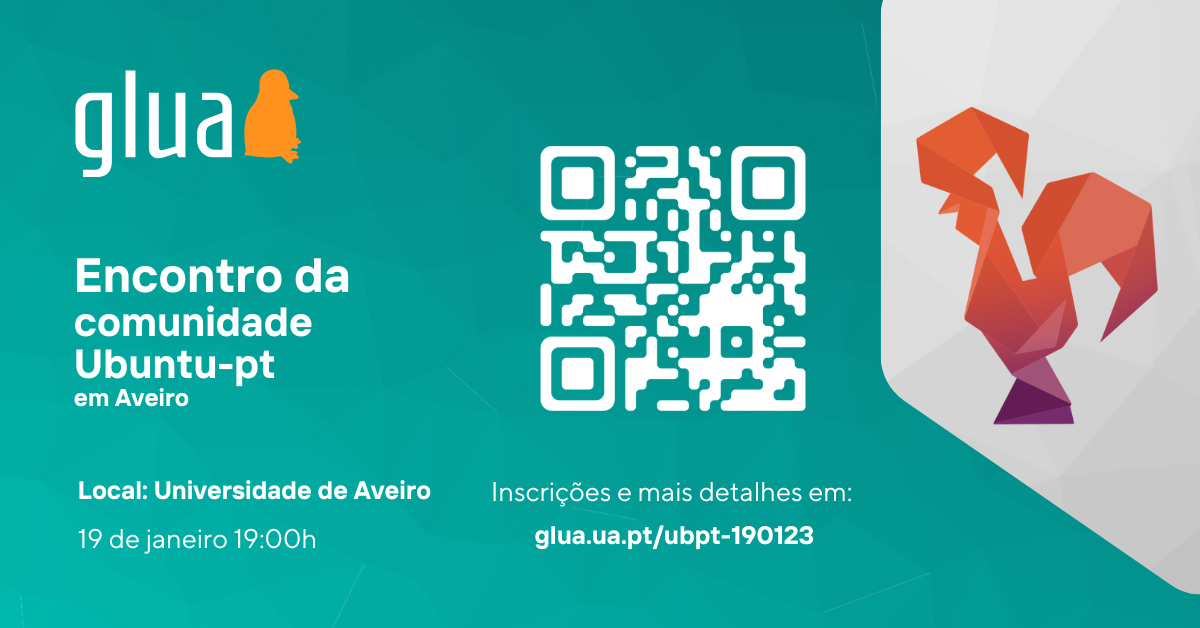 glua
Encontro da
comunidade
Ubuntu-pt
em Aveiro
Local: Universidade de Aveiro
19 de janeiro 19:00h
Inscrições e mais detalhes em:
glua.ua.pt/ubpt-190123